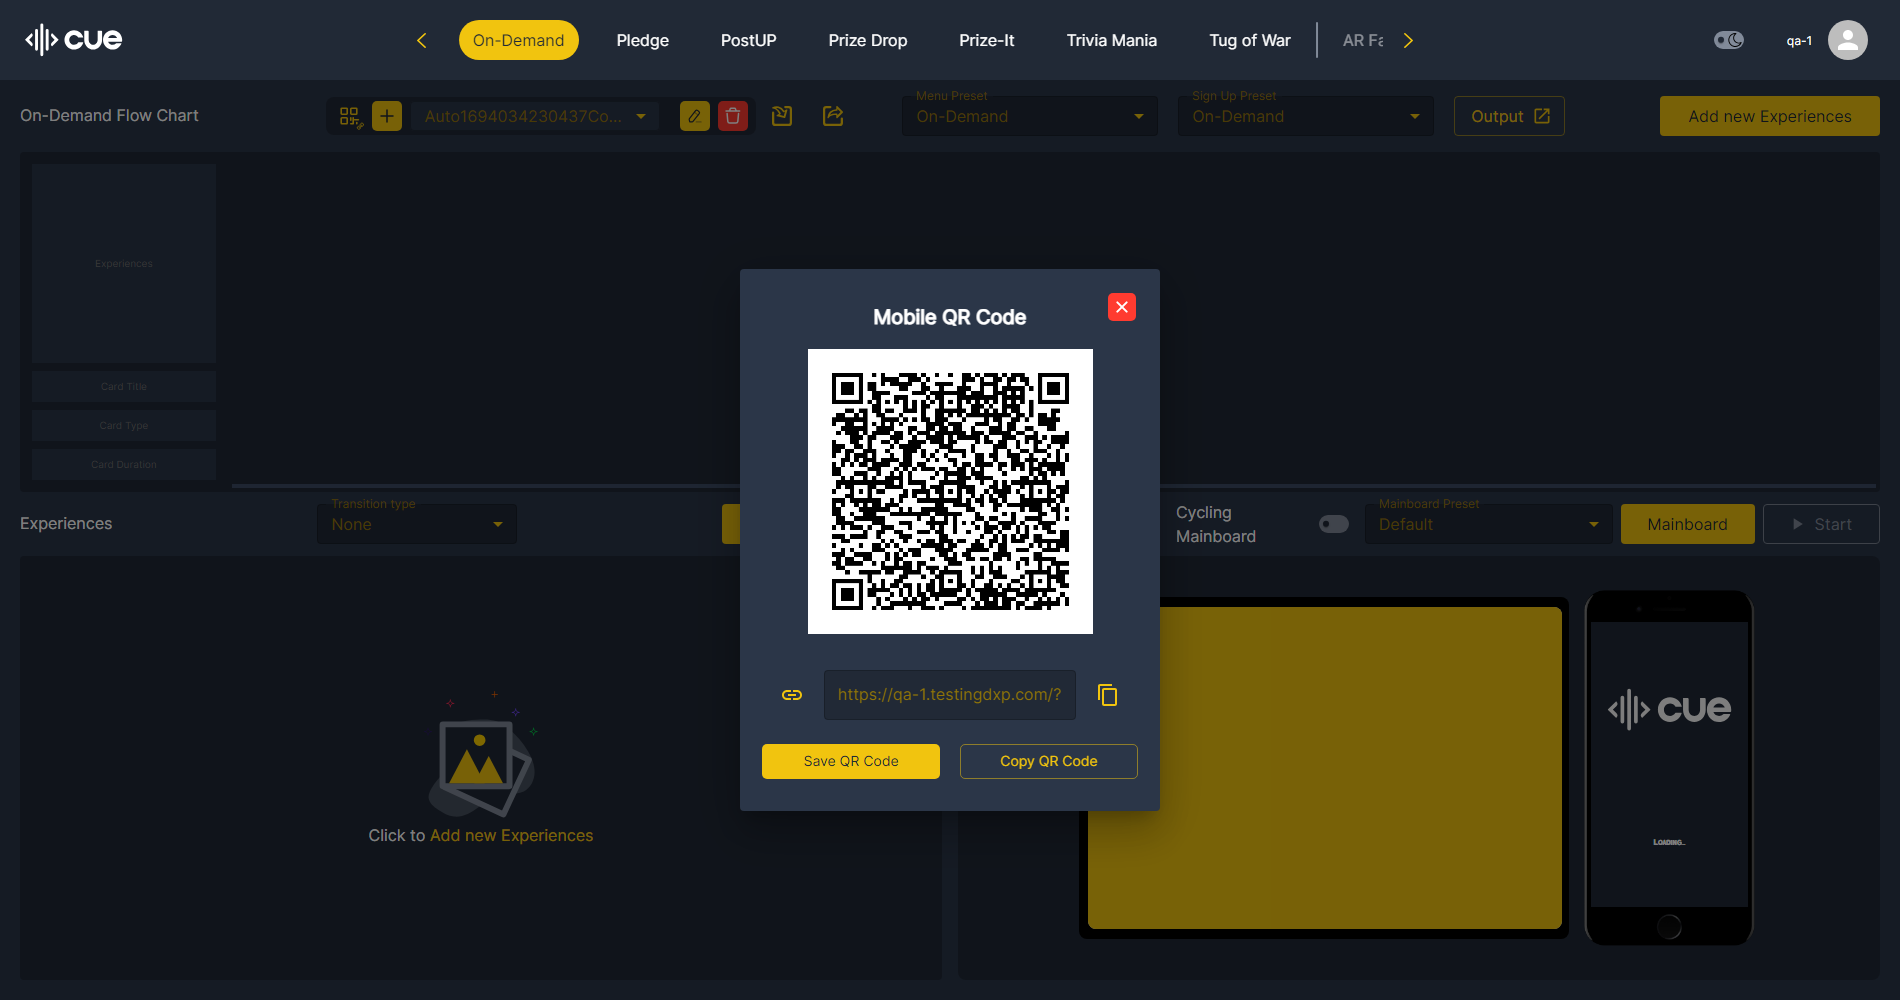 cue
On-Demand
Pledge
PostUP
Prize Drop
Prize-It
Trivia Mania
Tug of War
AR Fa
qa-1
On-Demand Flow Chart
Auto1694034230437Co...
Menu Preset
On-Demand
Sign Up Preset
On-Demand
Output
Add new Experiences
Experiences
Card Title
Card Type
Card Duration
Mobile QR Code
https://qa-1.testingdxp.com/?
Save QR Code
Copy QR Code
Experiences
Transition type
None
Cycling
Mainboard
Mainboard Preset
Default
Mainboard
Start
Click to Add new Experiences
cue
LOADING..